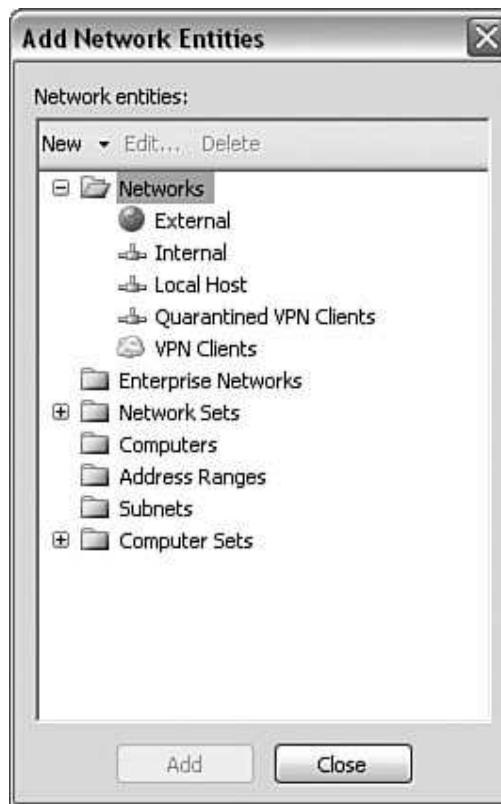 Add Network Entities
Network entities:
New Edit... Delete
Networks
External
Internal
Local Host
Quarantined VPN Clients
VPN Clients
Enterprise Networks
Network Sets
Computers
Address Ranges
Subnets
Computer Sets
Add Close